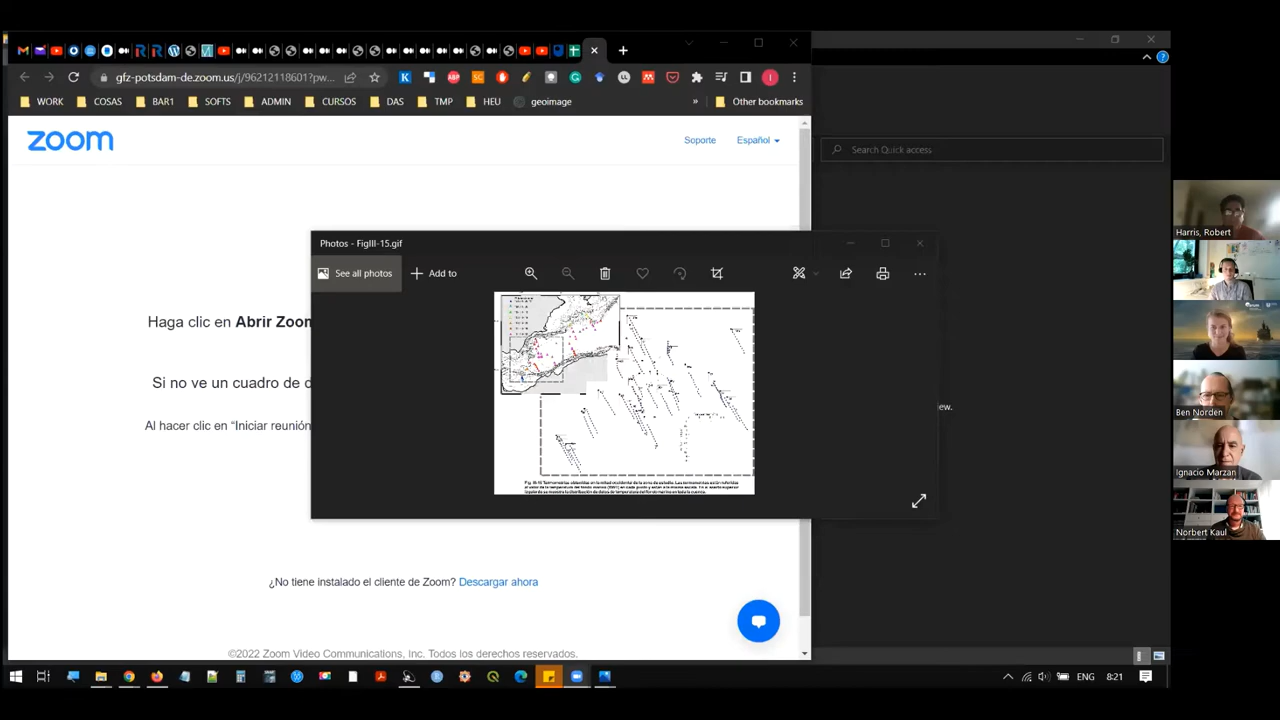 gfz-potsdam-de.zoom.us/j/96212118601?pw...
WORK
COSAS
BAR1
SOFTS
ADMIN
CURSOS
DAS
TMP
HEU
geoimage
»
Other bookmarks
zoom
Soporte
Español
Search Quick access
Haga clic en Abrir Zoom
Si no ve un cuadro de d
Al hacer clic en “Iniciar reunión
Photos - FigIII-15.gif
See all photos
Add to
ew.
¿No tiene instalado el cliente de Zoom? Descargar ahora
©2022 Zoom Video Communications, Inc. Todos los derechos reservados.
ENG
8:21
Harris, Robert
Ben Norden
Ignacio Marzan
Norbert Kaul